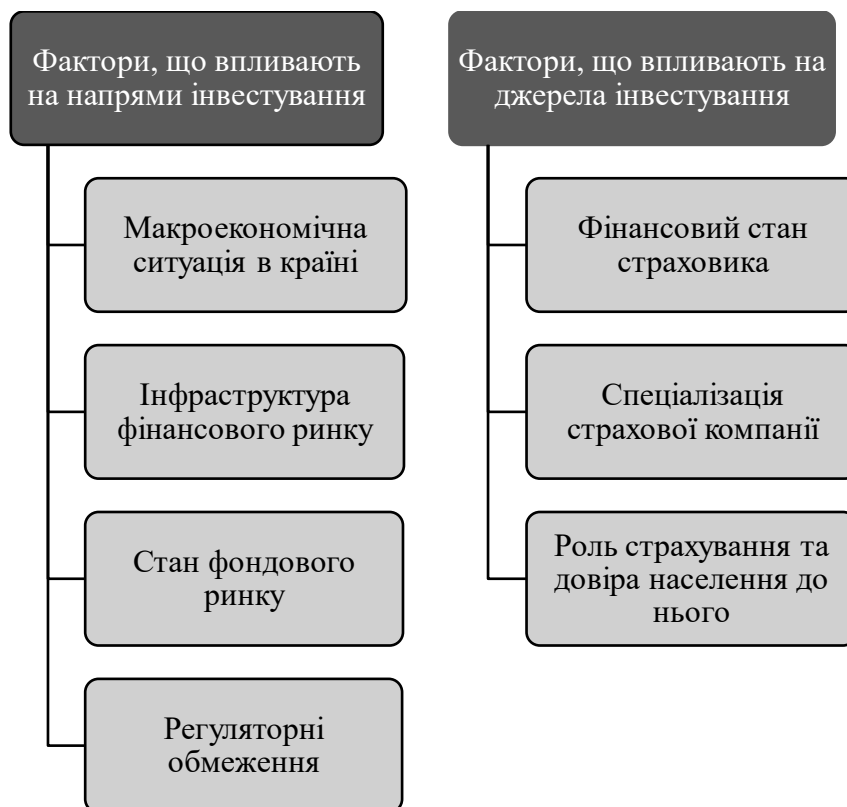 Фактори, що впливають
на напрями інвестування
Макроекономічна
ситуація в країні
Інфраструктура
фінансового ринку
Стан фондового
ринку
Регуляторні
обмеження
Фактори, що впливають на
джерела інвестування
Фінансовий стан
страховика
Спеціалізація
страхової компанії
Роль страхування та
довіра населення до
нього